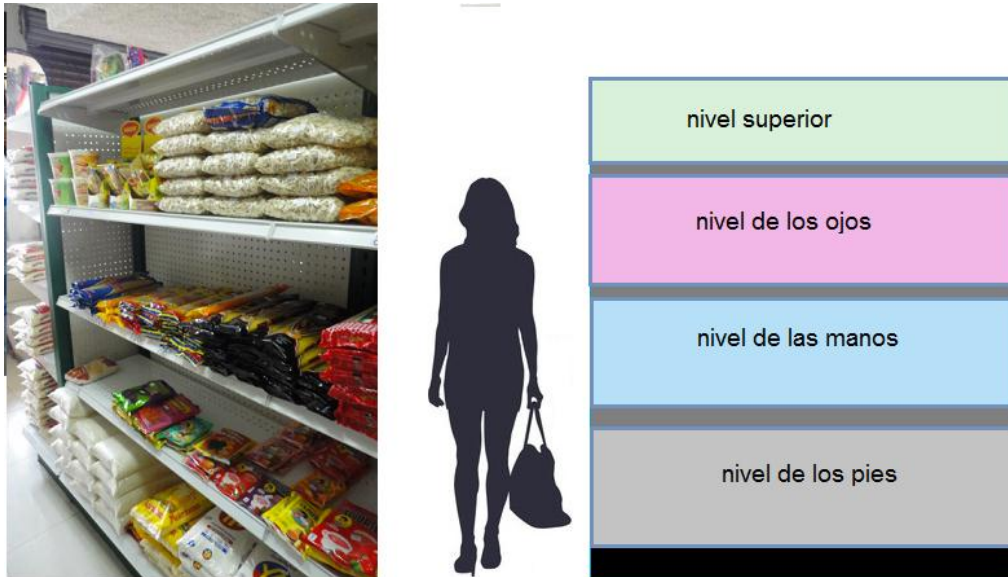 nivel superior
nivel de los ojos
nivel de las manos
nivel de los pies